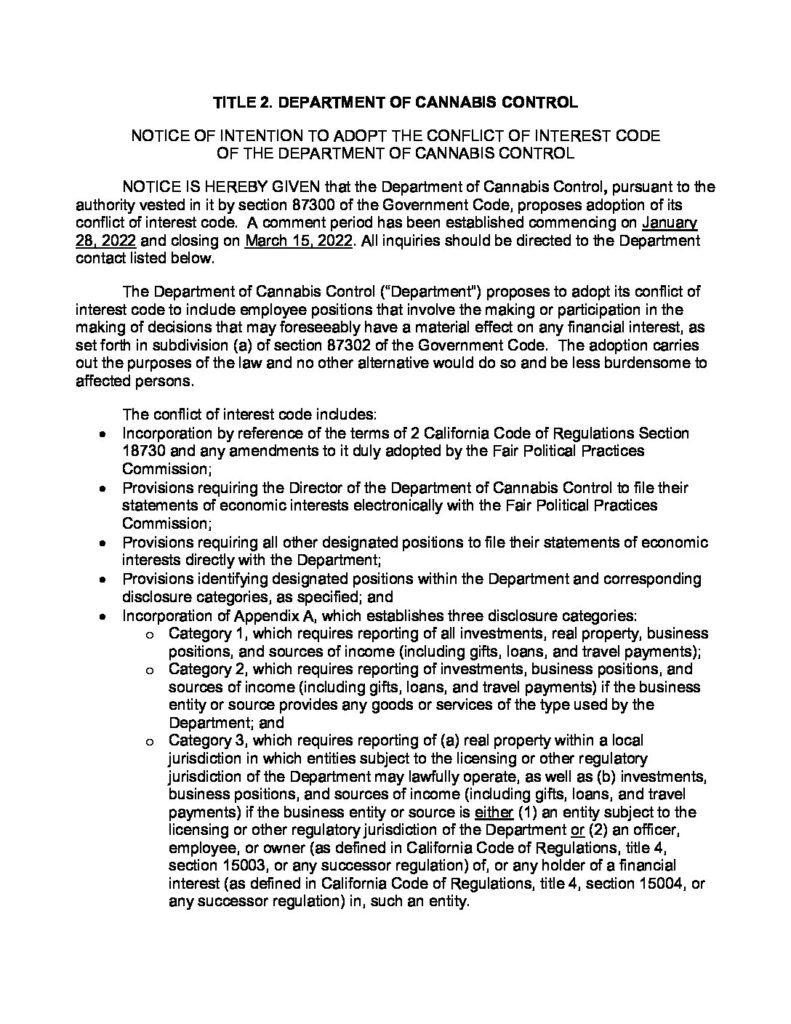 TITLE 2. DEPARTMENT OF CANNABIS CONTROL
NOTICE OF INTENTION TO ADOPT THE CONFLICT OF INTEREST CODE
OF THE DEPARTMENT OF CANNABIS CONTROL
NOTICE IS HEREBY GIVEN that the Department of Cannabis Control, pursuant to the
authority vested in it by section 87300 of the Government Code, proposes adoption of its
conflict of interest code. A comment period has been established commencing on January
28, 2022 and closing on March 15, 2022. All inquiries should be directed to the Department
contact listed below.
The Department of Cannabis Control ("Department") proposes to adopt its conflict of
interest code to include employee positions that involve the making or participation in the
making of decisions that may foreseeably have a material effect on any financial interest, as
set forth in subdivision (a) of section 87302 of the Government Code. The adoption carries
out the purposes of the law and no other alternative would do so and be less burdensome to
affected persons.
The conflict of interest code includes:
• Incorporation by reference of the terms of 2 California Code of Regulations Section
18730 and any amendments to it duly adopted by the Fair Political Practices
Commission;
• Provisions requiring the Director of the Department of Cannabis Control to file their
statements of economic interests electronically with the Fair Political Practices
Commission;
• Provisions requiring all other designated positions to file their statements of economic
interests directly with the Department;
• Provisions identifying designated positions within the Department and corresponding
disclosure categories, as specified; and
• Incorporation of Appendix A, which establishes three disclosure categories:
o Category 1, which requires reporting of all investments, real property, business
positions, and sources of income (including gifts, loans, and travel payments);
o Category 2, which requires reporting of investments, business positions, and
sources of income (including gifts, loans, and travel payments) if the business
entity or source provides any goods or services of the type used by the
Department; and
o Category 3, which requires reporting of (a) real property within a local
jurisdiction in which entities subject to the licensing or other regulatory
jurisdiction of the Department may lawfully operate, as well as (b) investments,
business positions, and sources of income (including gifts, loans, and travel
payments) if the business entity or source is either (1) an entity subject to the
licensing or other regulatory jurisdiction of the Department or (2) an officer,
employee, or owner (as defined in California Code of Regulations, title 4,
section 15003, or any successor regulation) of, or any holder of a financial
interest (as defined in California Code of Regulations, title 4, section 15004, or
any successor regulation) in, such an entity.